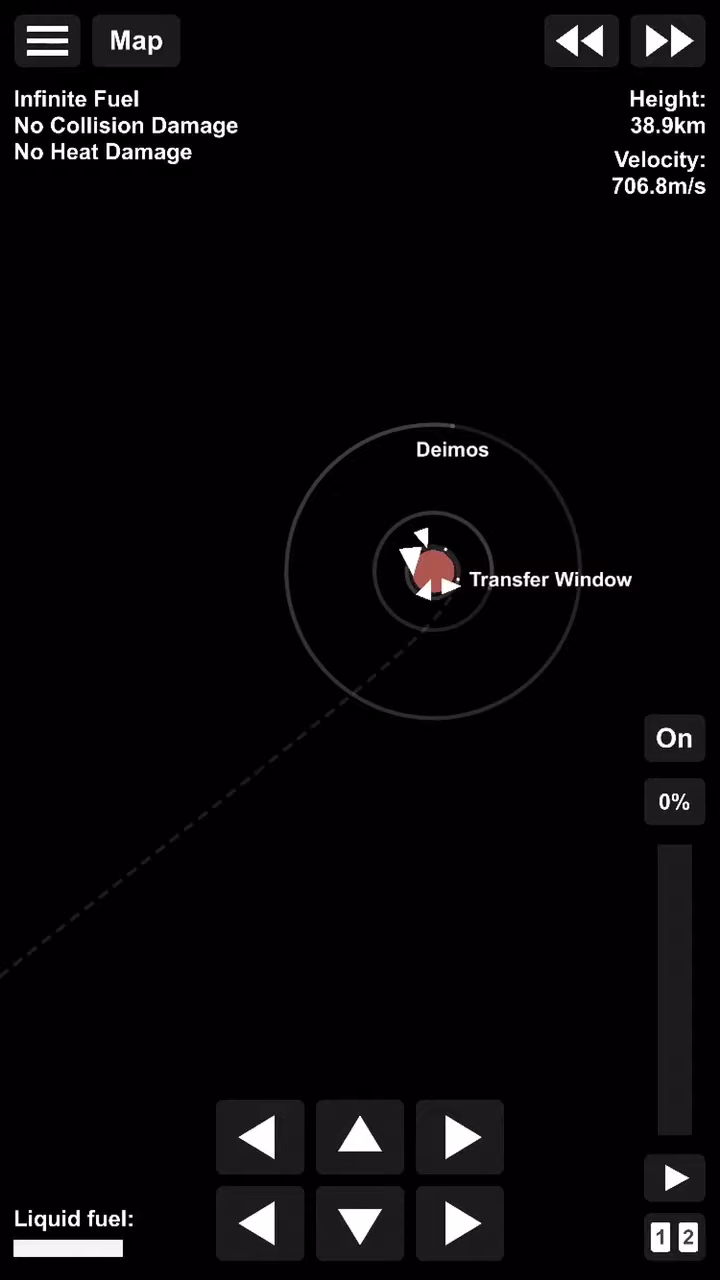 Map
Infinite Fuel
No Collision Damage
No Heat Damage
Height:
38.9km
Velocity:
706.8m/s
Deimos
Transfer Window
On
0%
Liquid fuel:
1 2